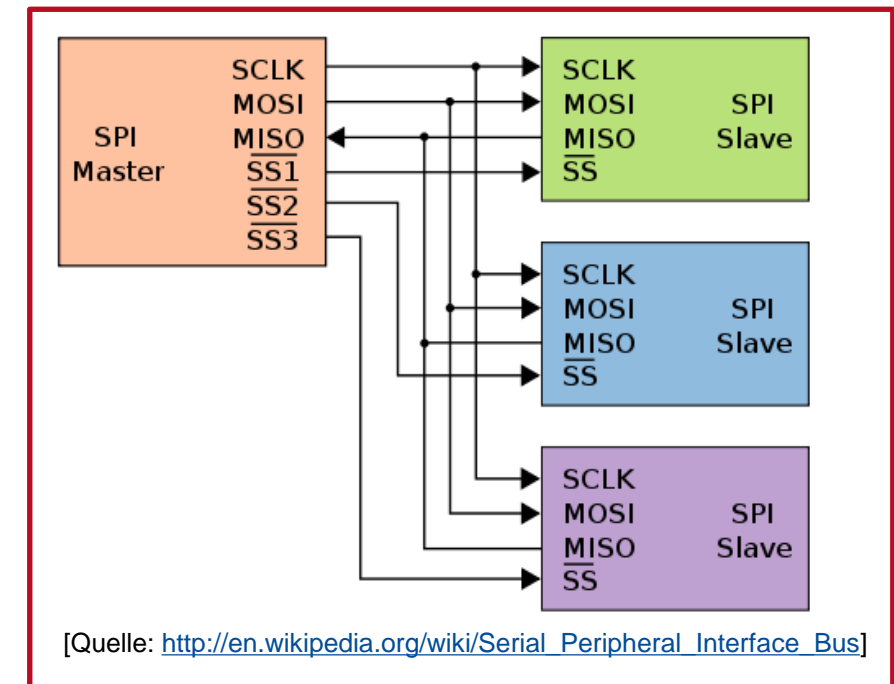 SPI
Master
SCLK
MOSI
MISO
SS1
SS2
SS3
SCLK
MOSI
MISO
SS
SPI
Slave
SCLK
MOSI
MISO
SS
SPI
Slave
SCLK
MOSI
MISO
SS
SPI
Slave
[Quelle: http://en.wikipedia.org/wiki/Serial_Peripheral_Interface_Bus]